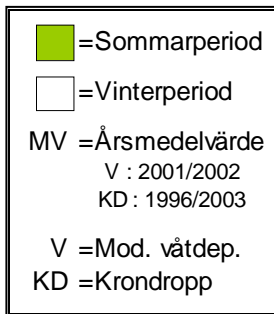 =Sommarperiod
=Vinterperiod
MV =Årsmedelvärde
V : 2001/2002
KD : 1996/2003
V =Mod. våtdep.
KD =Krondropp